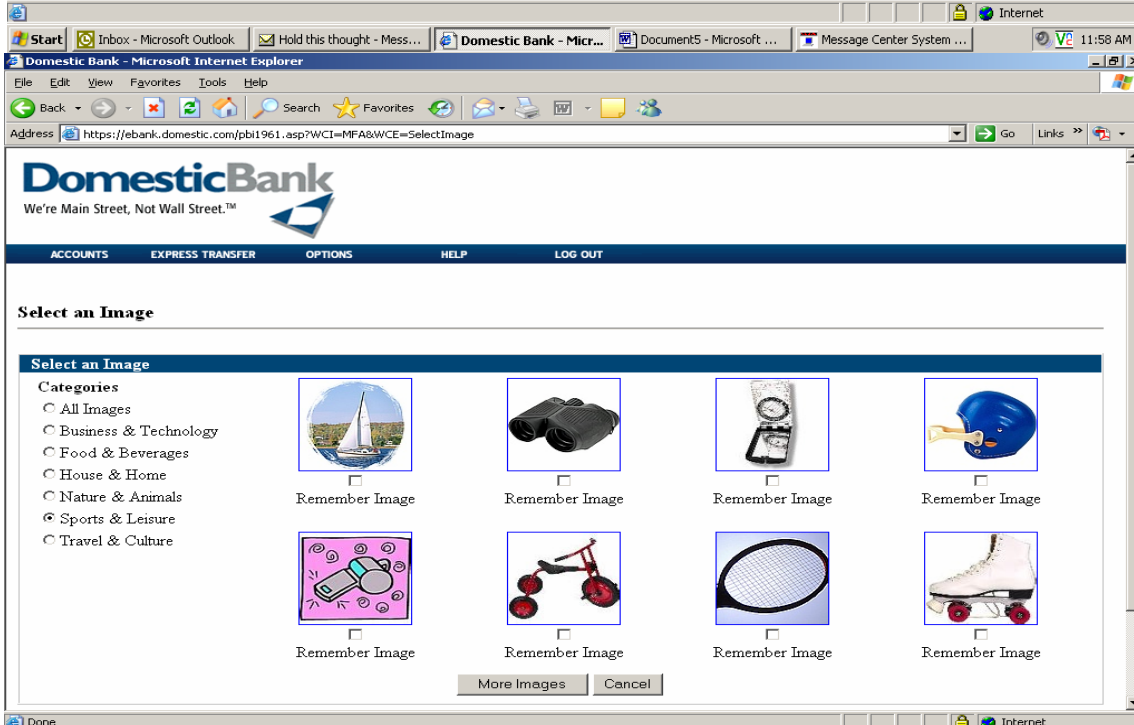 Internet
Start Inbox - Microsoft Outlook Hold this thought - Mess... Domestic Bank - Micr... Document5 - Microsoft ... Message Center System ... 11:58 AM
Domestic Bank - Microsoft Internet Explorer
File Edit View Favorites Tools Help
Back Search Favorites
Address https://ebank.domestic.com/pbi1961.asp?WCI=MFA&WCE=SelectImage Go Links »
DomesticBank
We're Main Street, Not Wall Street.™
ACCOUNTS EXPRESS TRANSFER OPTIONS HELP LOG OUT
Select an Image
Select an Image
Categories
All Images
Business & Technology
Food & Beverages
House & Home
Nature & Animals
Sports & Leisure
Travel & Culture
Remember Image Remember Image Remember Image Remember Image
Remember Image Remember Image Remember Image Remember Image
More Images Cancel
Done Internet